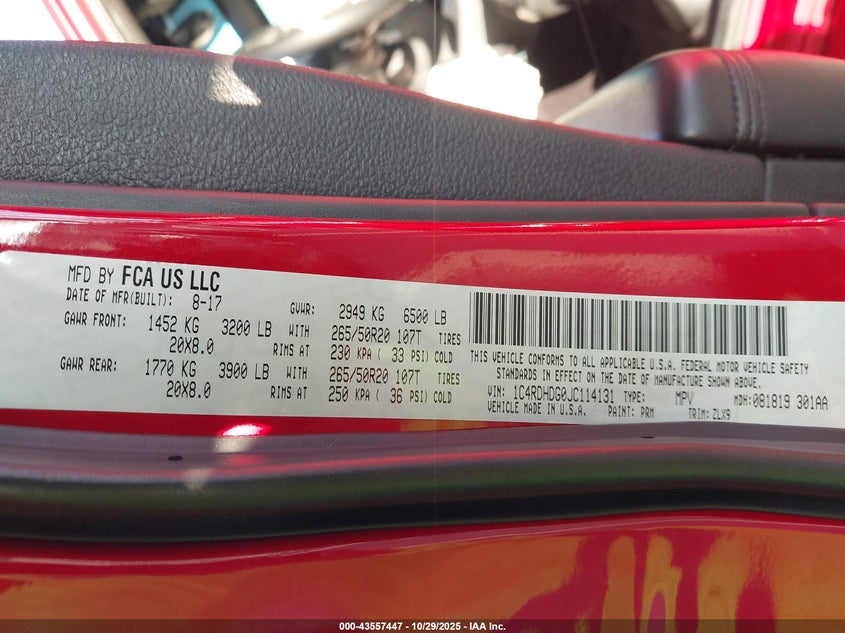 MFD BY FCA US LLC
DATE OF MFR(BUILT): 8-17 GVWR: 2949 KG 6500 LB
GAWR FRONT: 1452 KG 3200 LB WITH 265/50R20 107T TIRES
20X8.0 RIMS AT 230 KPA ( 33 PSI) COLD
GAWR REAR: 1770 KG 3900 LB WITH 265/50R20 107T TIRES
20X8.0 RIMS AT 250 KPA ( 36 PSI) COLD
THIS VEHICLE CONFORMS TO ALL APPLICABLE U.S.A. FEDERAL MOTOR VEHICLE SAFETY
STANDARDS IN EFFECT ON THE DATE OF MANUFACTURE SHOWN ABOVE.
VIN: 1C4RDHDG0JC114131 TYPE: MPV MDH: 081819 301AA
VEHICLE MADE IN U.S.A. PAINT: PRM TRIM: ZLX9
000-43557447 - 10/29/2025 - IAA Inc.